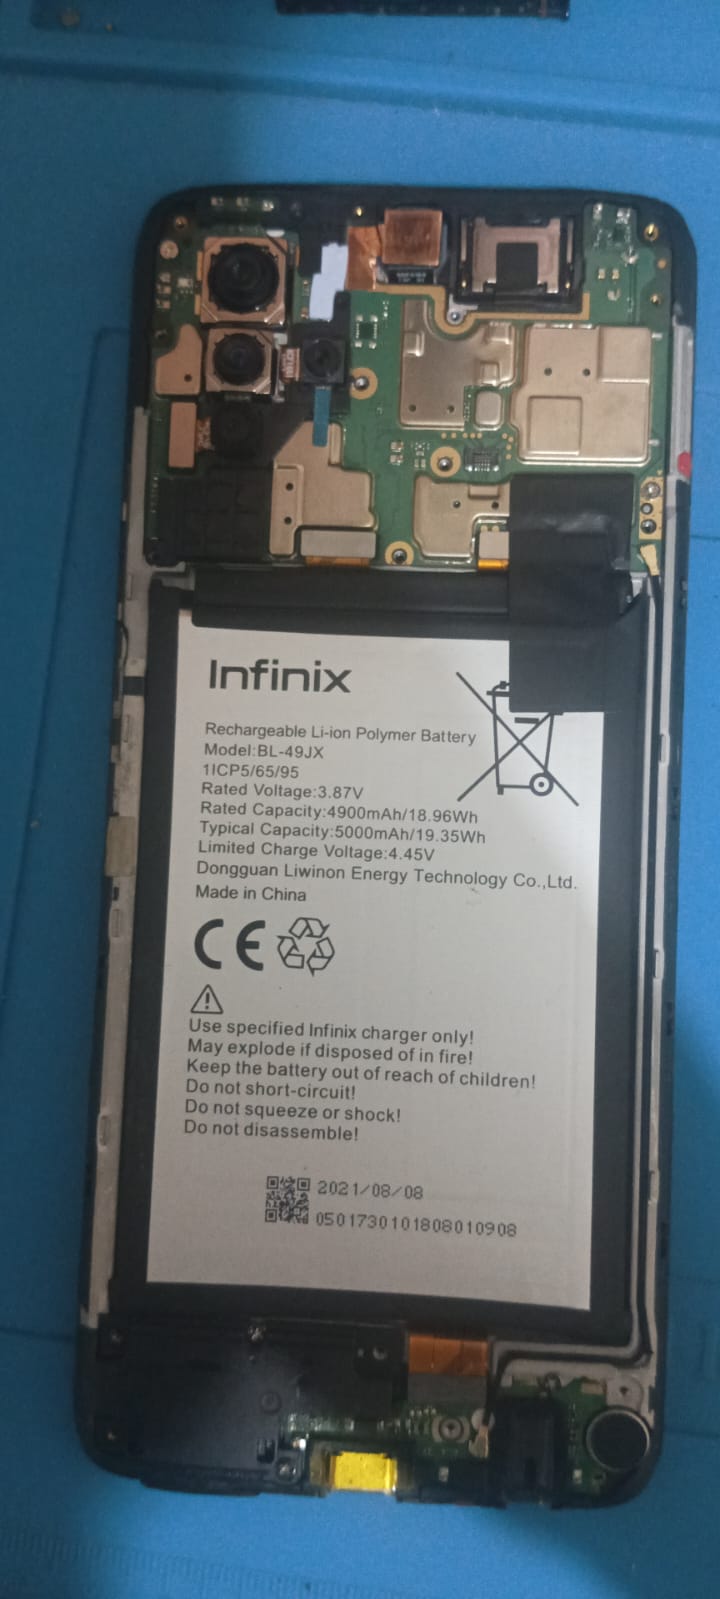 Infinix
Rechargeable Li-ion Polymer Battery
Model:BL-49JX
1ICP5/65/95
Rated Voltage:3.87V
Rated Capacity:4900mAh/18.96Wh
Typical Capacity:5000mAh/19.35Wh
Limited Charge Voltage:4.45V
Dongguan Liwinon Energy Technology Co.,Ltd.
Made in China
CE
Use specified Infinix charger only!
May explode if disposed of in fire!
Keep the battery out of reach of children!
Do not short-circuit!
Do not squeeze or shock!
Do not disassemble!
2021/08/08
0501730101808010908